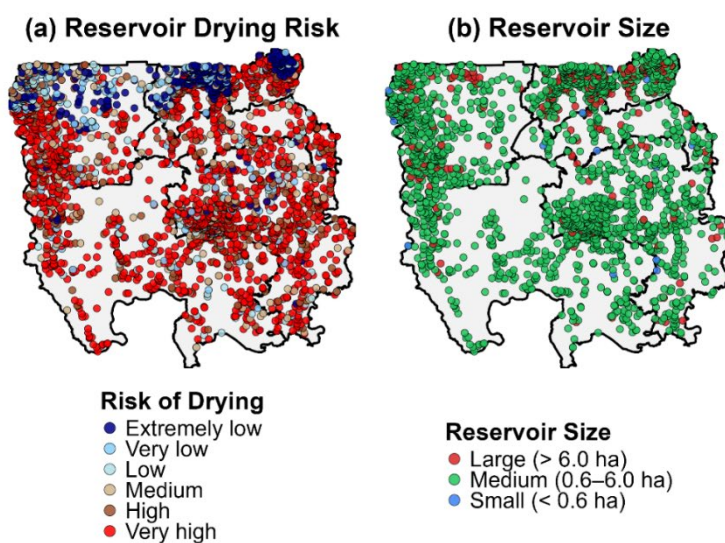 (a) Reservoir Drying Risk
(b) Reservoir Size
Risk of Drying
Extremely low
Very low
Low
Medium
High
Very high
Reservoir Size
Large (> 6.0 ha)
Medium (0.6–6.0 ha)
Small (< 0.6 ha)